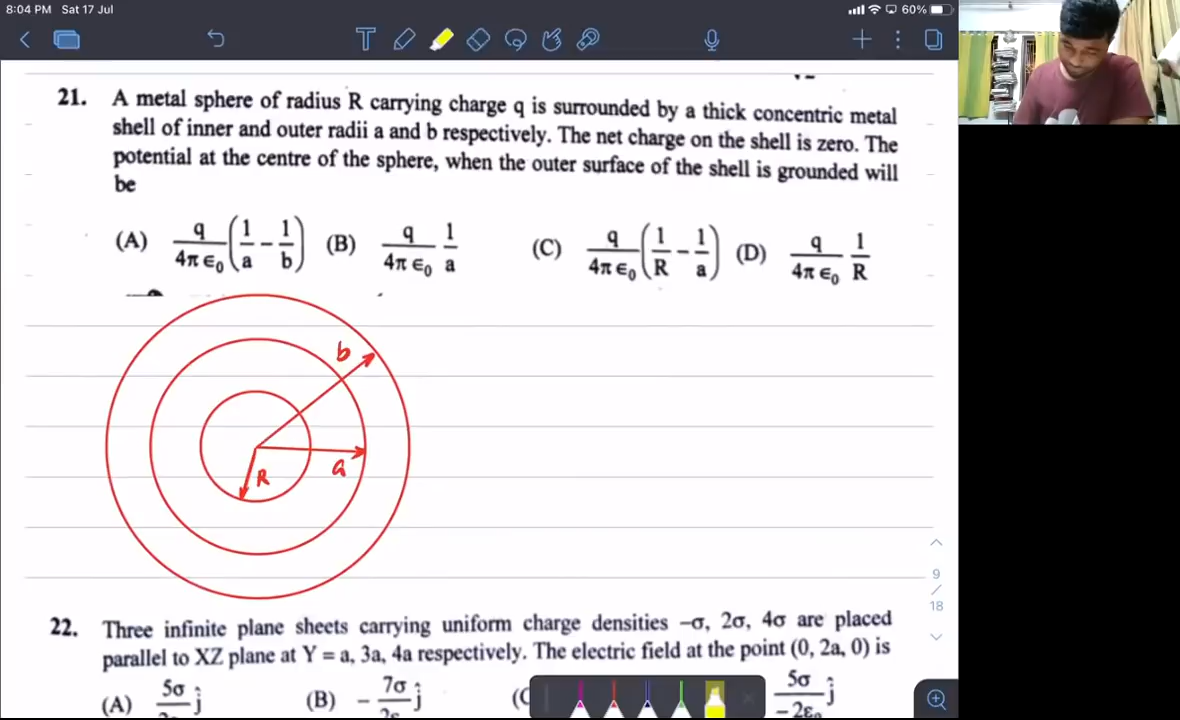 8:04 PM Sat 17 Jul
60%
21. A metal sphere of radius R carrying charge q is surrounded by a thick concentric metal
shell of inner and outer radii a and b respectively. The net charge on the shell is zero. The
potential at the centre of the sphere, when the outer surface of the shell is grounded will
be
(A) q/4π∈₀ (1/a − 1/b) (B) q/4π∈₀ 1/a (C) q/4π∈₀ (1/R − 1/a) (D) q/4π∈₀ 1/R
b
a
R
9
/
18
22. Three infinite plane sheets carrying uniform charge densities −σ, 2σ, 4σ are placed
parallel to XZ plane at Y = a, 3a, 4a respectively. The electric field at the point (0, 2a, 0) is
(A) 5σ ĵ (B) − 7σ ĵ 5σ/−2ε₀ ĵ